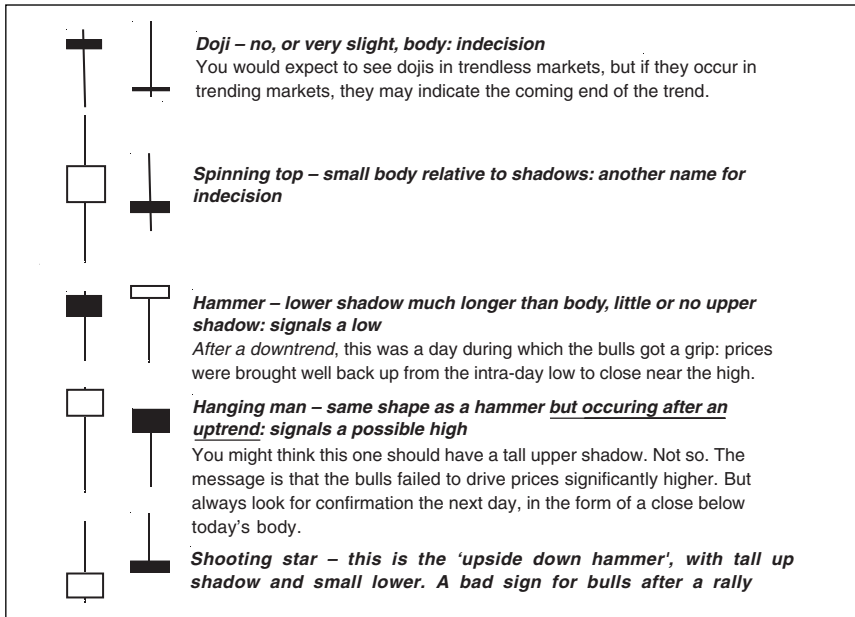 Doji – no, or very slight, body: indecision
You would expect to see dojis in trendless markets, but if they occur in
trending markets, they may indicate the coming end of the trend.
Spinning top – small body relative to shadows: another name for
indecision
Hammer – lower shadow much longer than body, little or no upper
shadow: signals a low
After a downtrend, this was a day during which the bulls got a grip: prices
were brought well back up from the intra-day low to close near the high.
Hanging man – same shape as a hammer but occuring after an
uptrend: signals a possible high
You might think this one should have a tall upper shadow. Not so. The
message is that the bulls failed to drive prices significantly higher. But
always look for confirmation the next day, in the form of a close below
today's body.
Shooting star – this is the ‘upside down hammer', with tall up
shadow and small lower. A bad sign for bulls after a rally